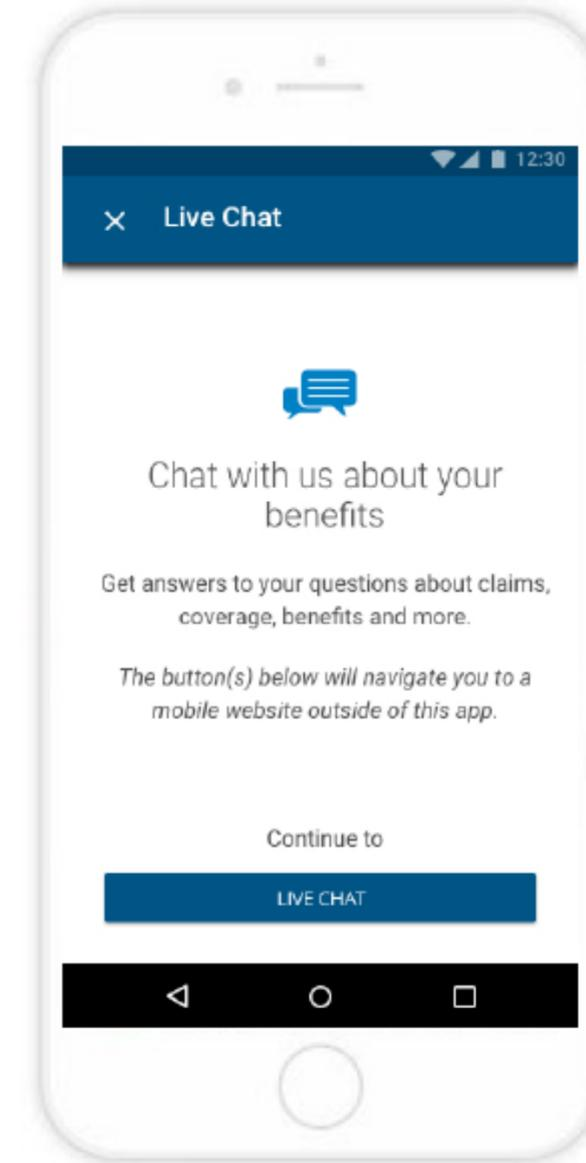 12:30
Live Chat
Chat with us about your
benefits
Get answers to your questions about claims,
coverage, benefits and more.
The button(s) below will navigate you to a
mobile website outside of this app.
Continue to
LIVE CHAT